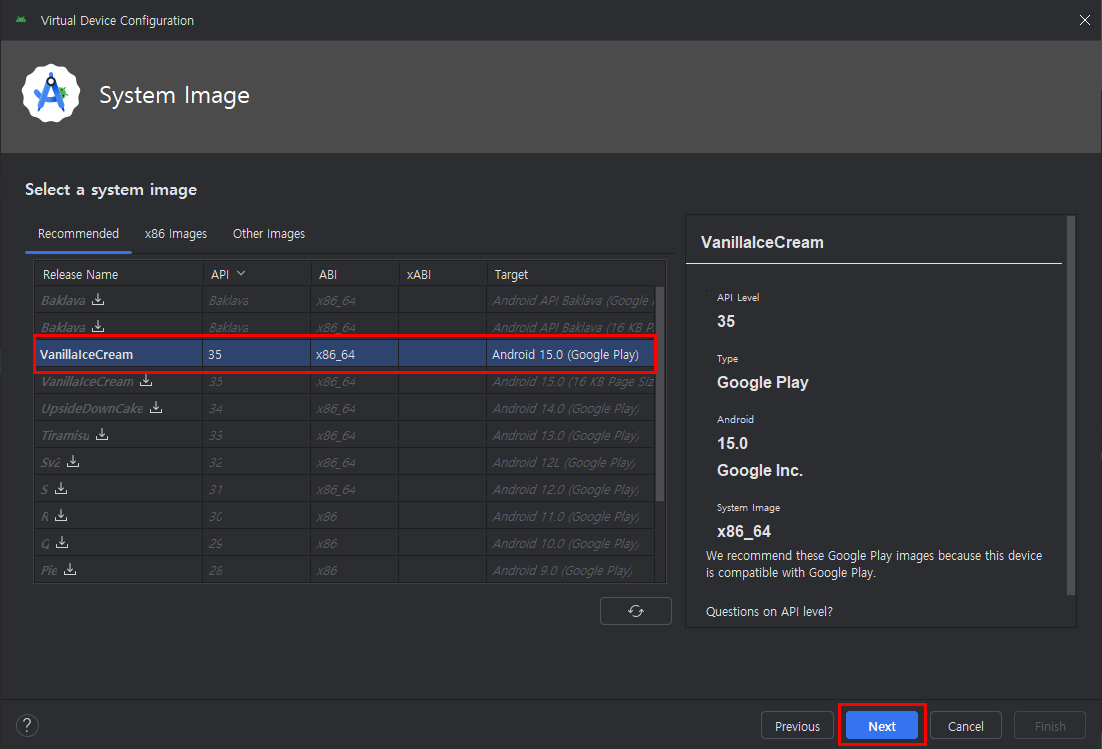 Virtual Device Configuration
System Image
Select a system image
Recommended x86 Images Other Images
Release Name API ABI xABI Target
Baklava Baklava x86_64 Android API Baklava (Google
Baklava Baklava x86_64 Android API Baklava (16 KB P
VanillaIceCream 35 x86_64 Android 15.0 (Google Play)
VanillaIceCream 35 x86_64 Android 15.0 (16 KB Page Siz
UpsideDownCake 34 x86_64 Android 14.0 (Google Play)
Tiramisu 33 x86_64 Android 13.0 (Google Play)
Sv2 32 x86_64 Android 12L (Google Play)
S 31 x86_64 Android 12.0 (Google Play)
R 30 x86 Android 11.0 (Google Play)
Q 29 x86 Android 10.0 (Google Play)
Pie 28 x86 Android 9.0 (Google Play)
VanillaIceCream
API Level
35
Type
Google Play
Android
15.0
Google Inc.
System Image
x86_64
We recommend these Google Play images because this device
is compatible with Google Play.
Questions on API level?
? Previous Next Cancel Finish